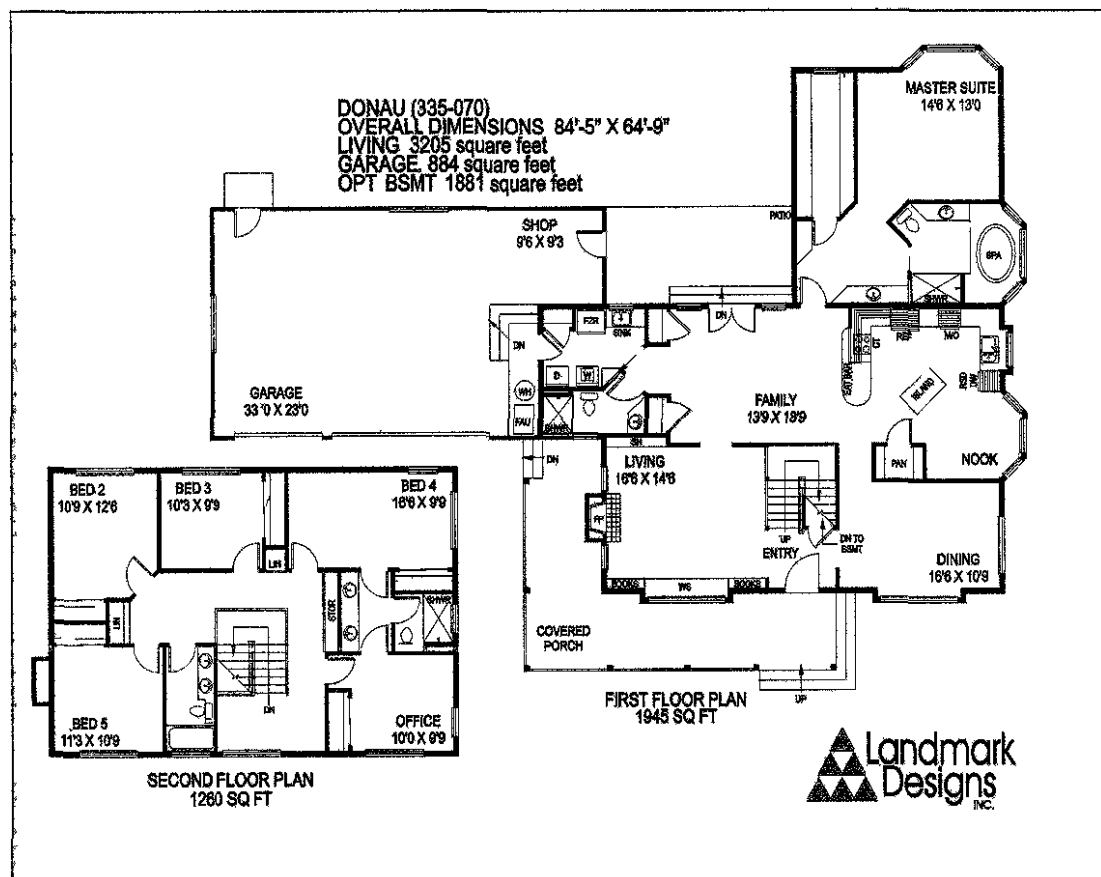 DONAU (335-070)
OVERALL DIMENSIONS 84'-5" X 64'-9"
LIVING 3205 square feet
GARAGE 884 square feet
OPT BSMT 1881 square feet
MASTER SUITE
14'6 X 13'0
SHOP
9'6 X 9'3
PATIO
SPA
SHWR
DN
FZR
SNK
DN
D
W
WH
FAU
SHWR
GARAGE
33'0 X 23'0
REF
M/O
CT
EAT BAR
ISLAND
DW
FAMILY
13'9 X 18'9
PAN
NOOK
DN
SH
LIVING
16'6 X 14'6
FP
UP
ENTRY
DN TO
BSMT
DINING
16'6 X 10'9
BOOKS
WS
BOOKS
COVERED
PORCH
UP
FIRST FLOOR PLAN
1945 SQ FT
BED 2
10'9 X 12'6
BED 3
10'3 X 9'9
BED 4
16'6 X 9'9
LIN
LIN
STOR
SHWR
DN
BED 5
11'3 X 10'9
OFFICE
10'0 X 9'9
SECOND FLOOR PLAN
1260 SQ FT
Landmark
Designs
INC.